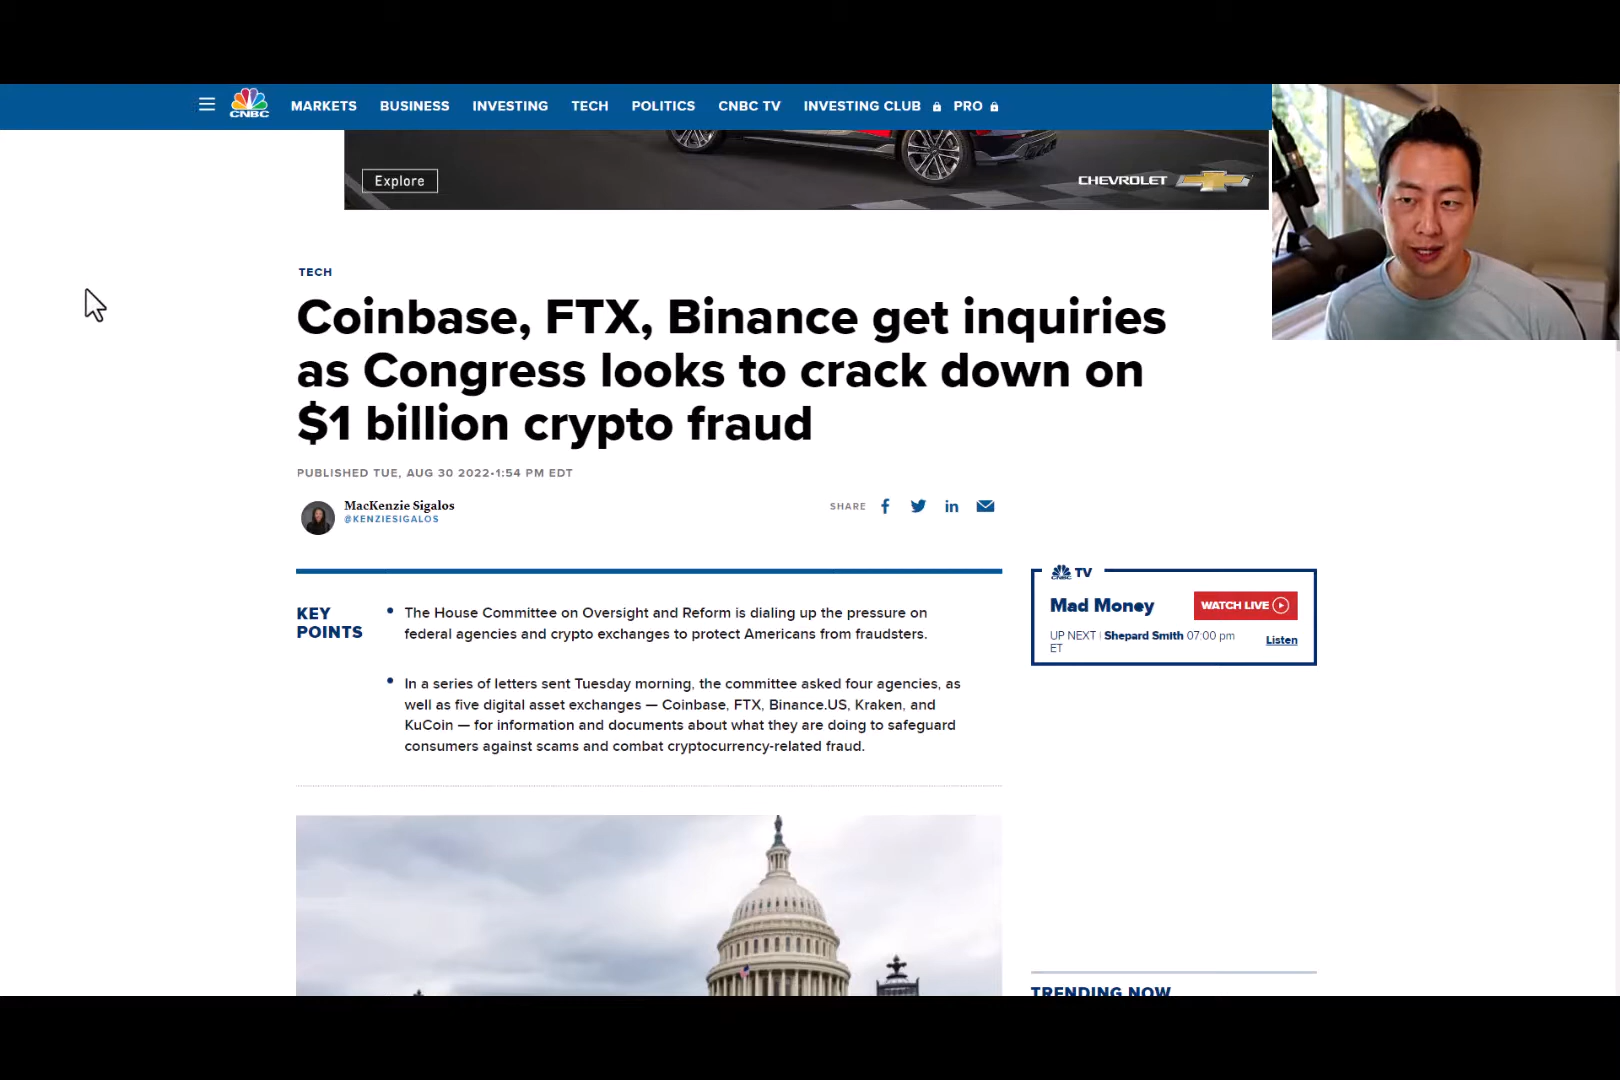 CNBC
MARKETS BUSINESS INVESTING TECH POLITICS CNBC TV INVESTING CLUB PRO
Explore
CHEVROLET
TECH
Coinbase, FTX, Binance get inquiries
as Congress looks to crack down on
$1 billion crypto fraud
PUBLISHED TUE, AUG 30 2022•1:54 PM EDT
MacKenzie Sigalos
@KENZIESIGALOS
SHARE
KEY
POINTS
• The House Committee on Oversight and Reform is dialing up the pressure on
federal agencies and crypto exchanges to protect Americans from fraudsters.
• In a series of letters sent Tuesday morning, the committee asked four agencies, as
well as five digital asset exchanges — Coinbase, FTX, Binance.US, Kraken, and
KuCoin — for information and documents about what they are doing to safeguard
consumers against scams and combat cryptocurrency-related fraud.
CNBC TV
Mad Money
WATCH LIVE
UP NEXT | Shepard Smith 07:00 pm
ET
Listen
TRENDING NOW